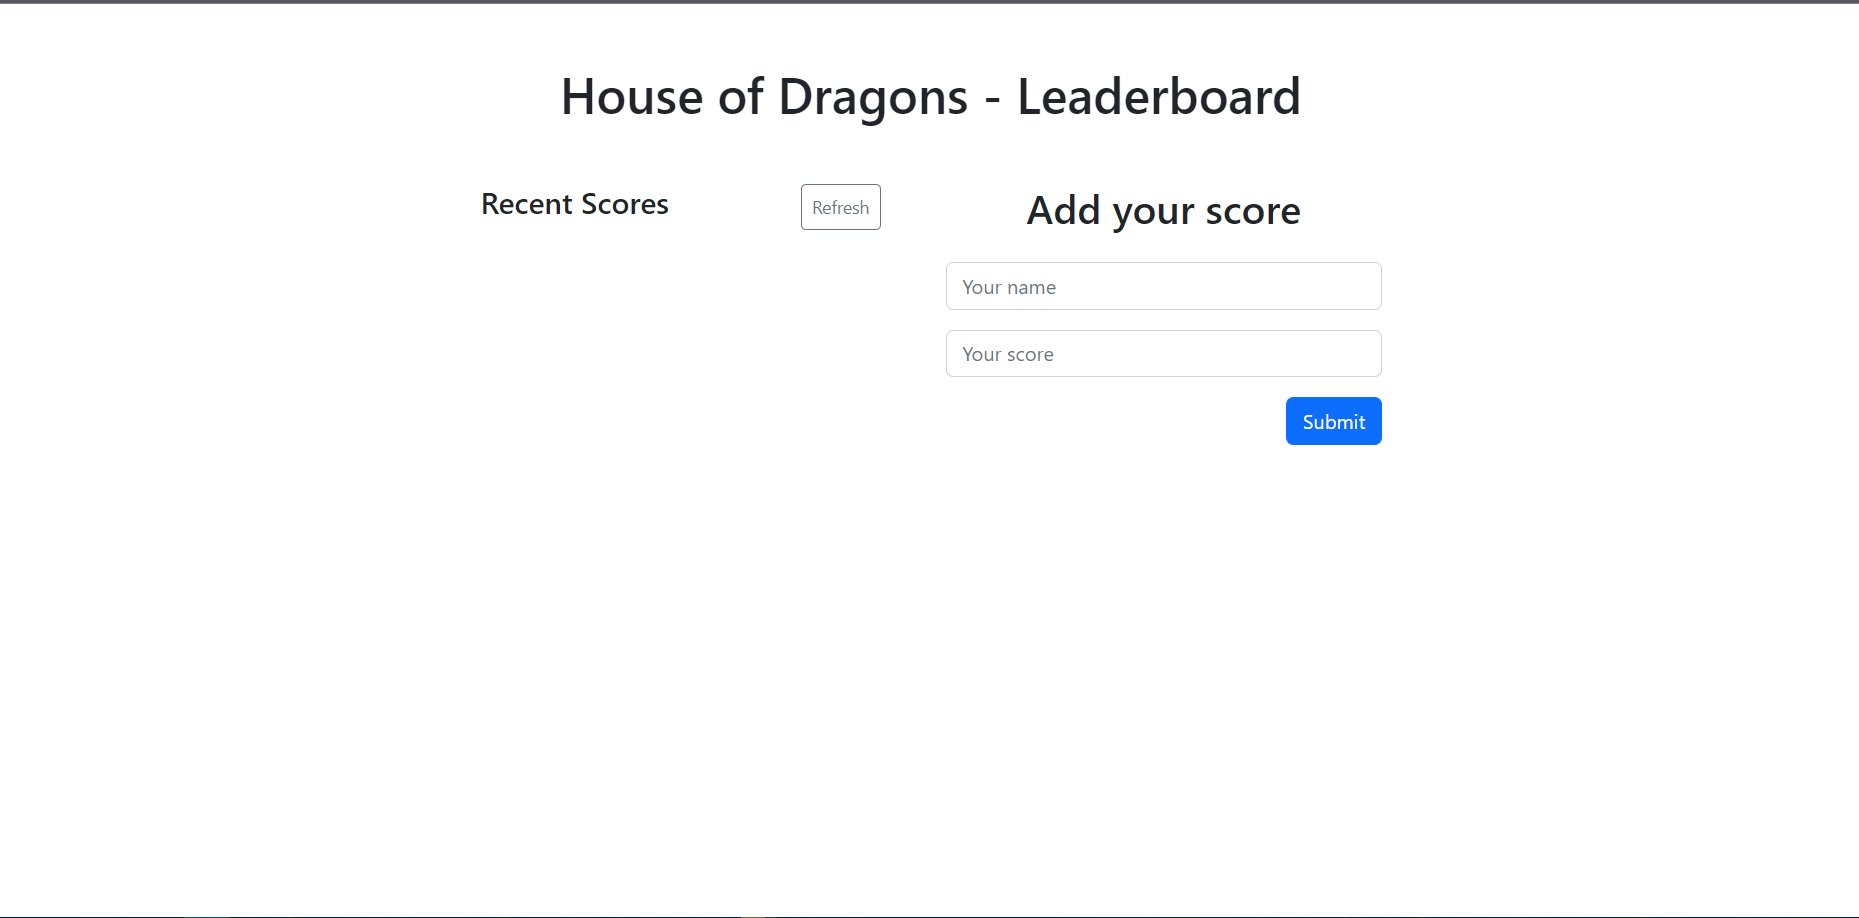 House of Dragons - Leaderboard
Recent Scores
Refresh
Add your score
Your name
Your score
Submit